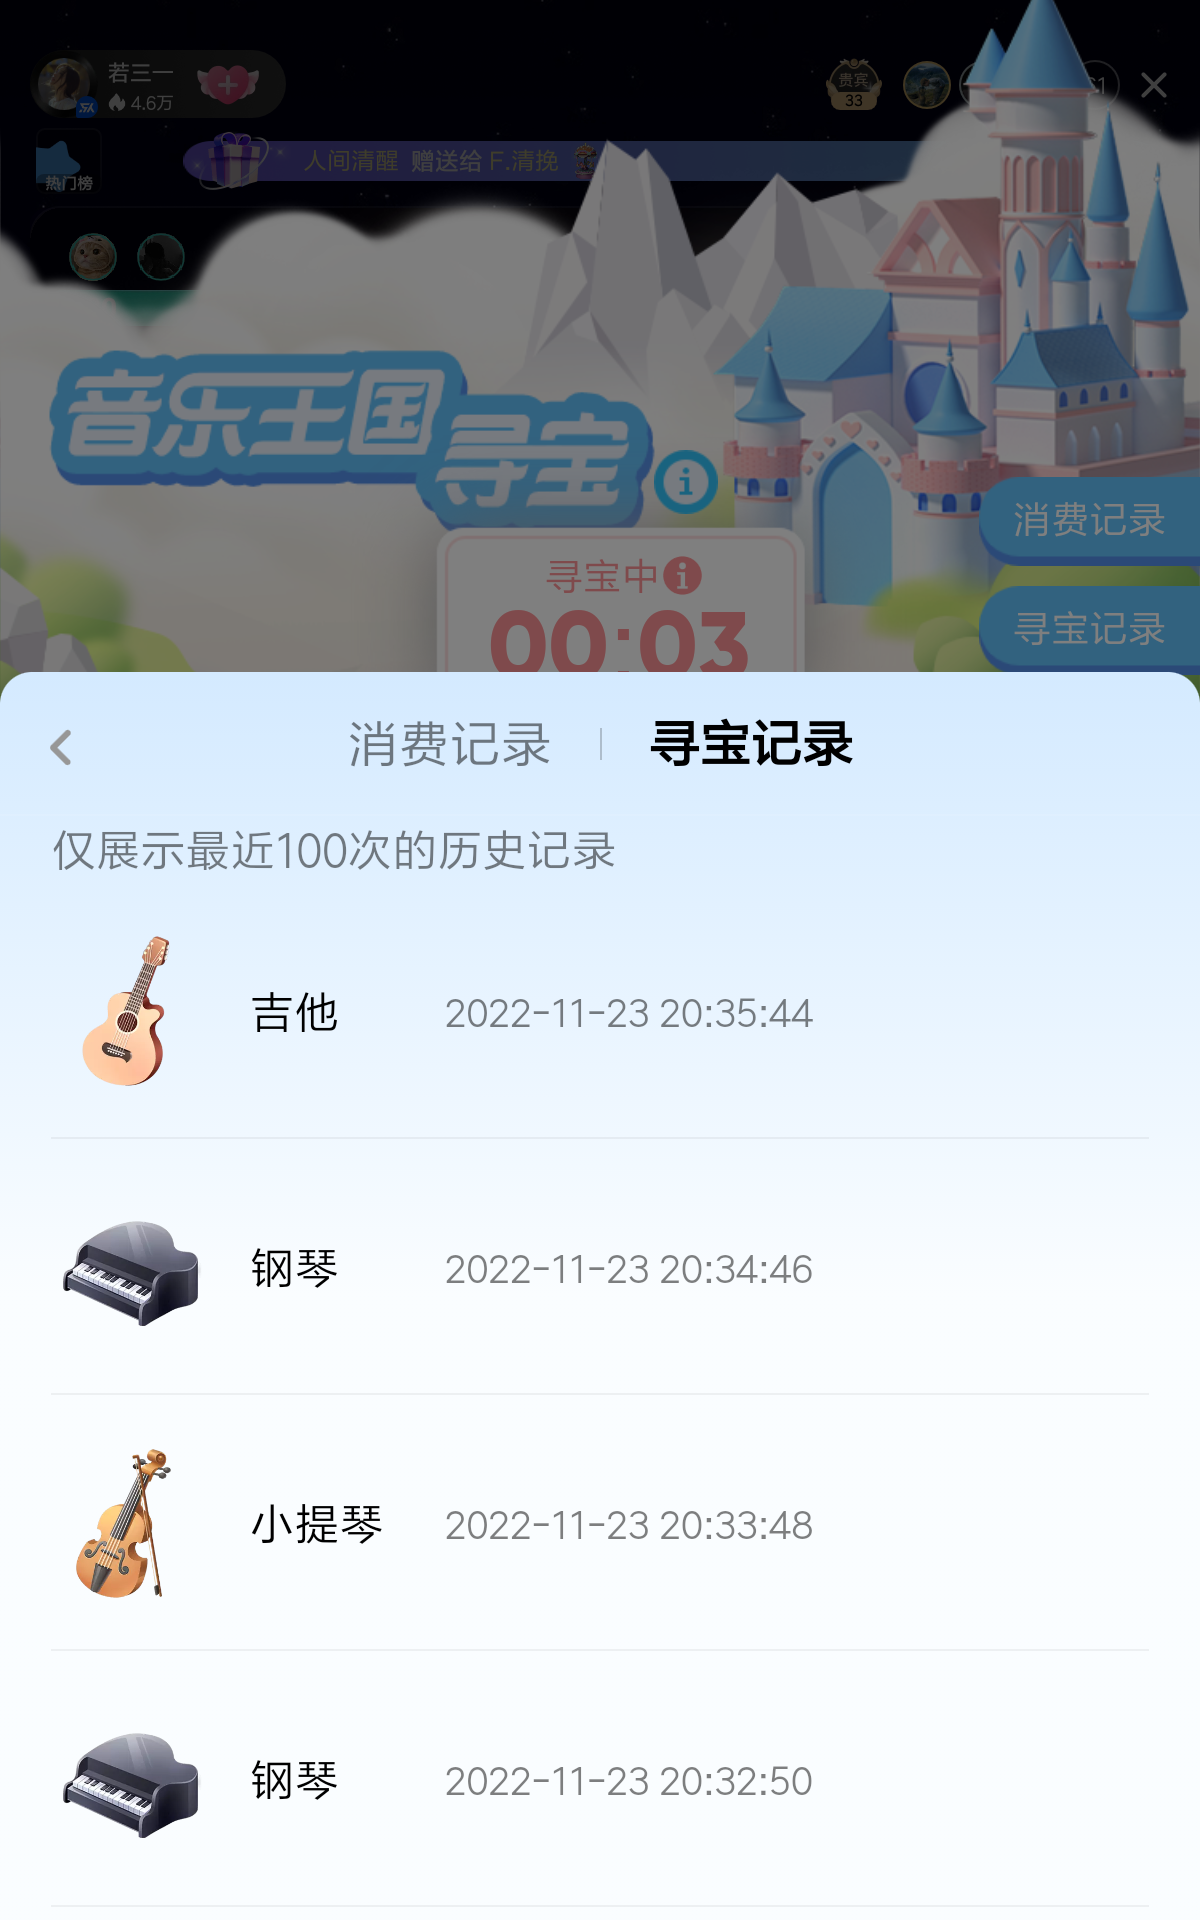 若三一
4.6万
贵宾
33
热门榜
人间清醒 赠送给 F.清挽
音乐王国
寻宝
消费记录
寻宝中
00:03
寻宝记录
消费记录 寻宝记录
仅展示最近100次的历史记录
吉他 2022-11-23 20:35:44
钢琴 2022-11-23 20:34:46
小提琴 2022-11-23 20:33:48
钢琴 2022-11-23 20:32:50